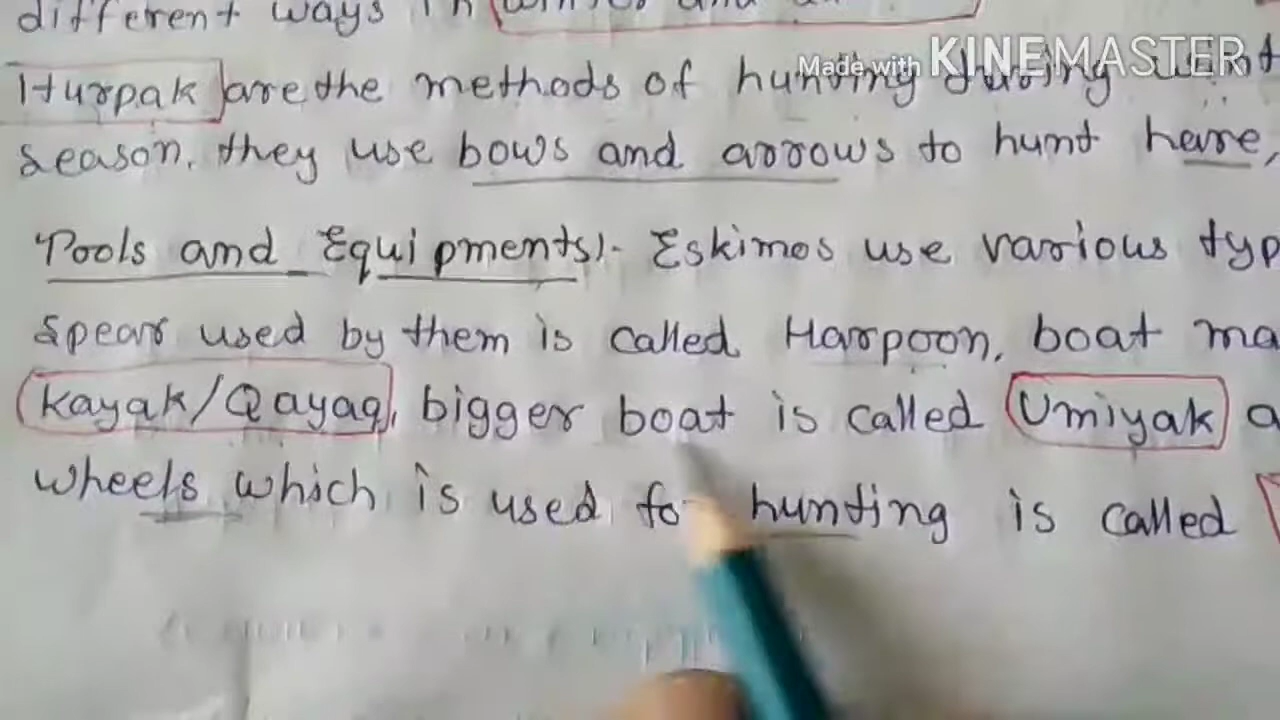 different ways in
Made with KINEMASTER
Iturpak are the methods of hunting during
season. they use bows and arrows to hunt hare,
Tools and Equipments:- Eskimos use various typ
spear used by them is called Harpoon, boat ma
Kayak/Qayaq, bigger boat is called Umiyak a
wheels which is used for hunting is called